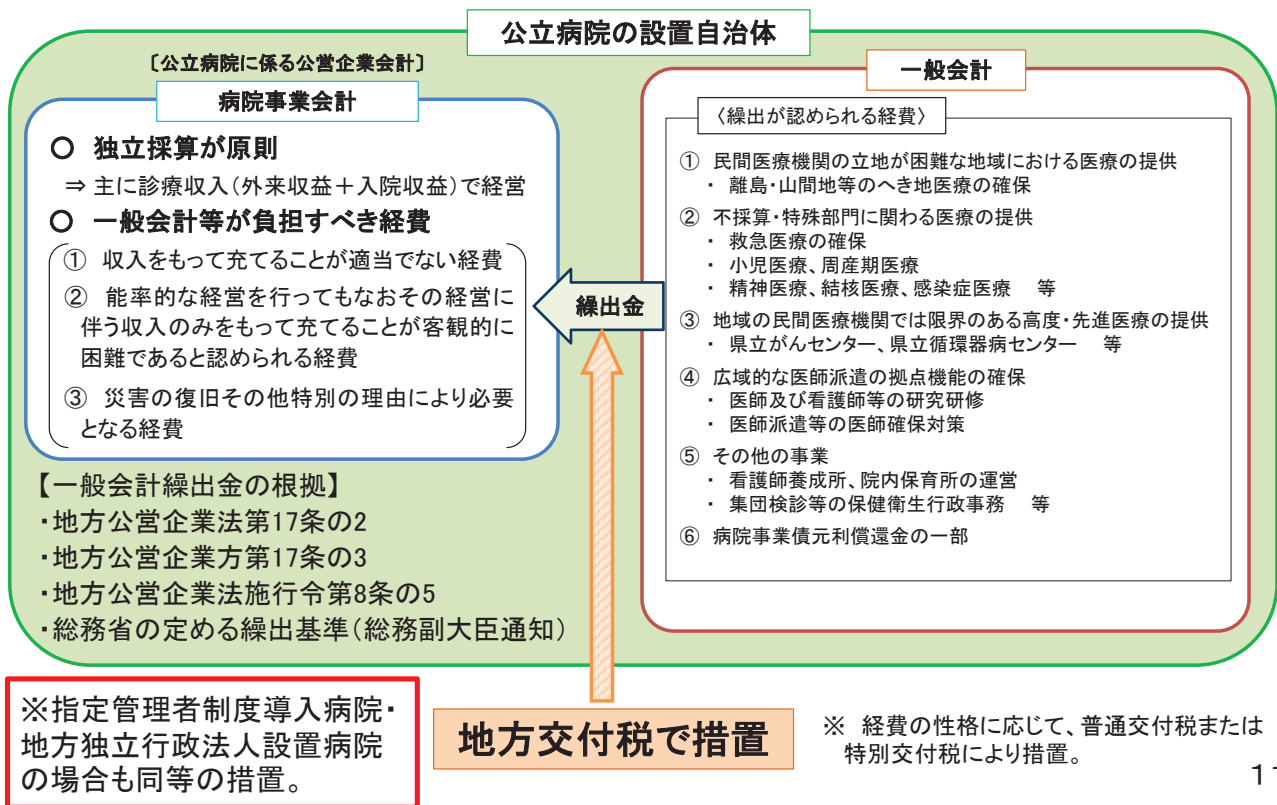 公立病院の設置自治体
〔公立病院に係る公営企業会計〕
病院事業会計
○ 独立採算が原則
⇒ 主に診療収入（外来収益＋入院収益）で経営
○ 一般会計等が負担すべき経費
① 収入をもって充てることが適当でない経費
② 能率的な経営を行ってもなおその経営に
伴う収入のみをもって充てることが客観的に
困難であると認められる経費
③ 災害の復旧その他特別の理由により必要
となる経費
【一般会計繰出金の根拠】
・地方公営企業法第17条の2
・地方公営企業方第17条の3
・地方公営企業法施行令第8条の5
・総務省の定める繰出基準（総務副大臣通知）
繰出金
一般会計
〈繰出が認められる経費〉
① 民間医療機関の立地が困難な地域における医療の提供
・ 離島・山間地等のへき地医療の確保
② 不採算・特殊部門に関わる医療の提供
・ 救急医療の確保
・ 小児医療、周産期医療
・ 精神医療、結核医療、感染症医療 等
③ 地域の民間医療機関では限界のある高度・先進医療の提供
・ 県立がんセンター、県立循環器病センター 等
④ 広域的な医師派遣の拠点機能の確保
・ 医師及び看護師等の研究研修
・ 医師派遣等の医師確保対策
⑤ その他の事業
・ 看護師養成所、院内保育所の運営
・ 集団検診等の保健衛生行政事務 等
⑥ 病院事業債元利償還金の一部
※指定管理者制度導入病院・
地方独立行政法人設置病院
の場合も同等の措置。
地方交付税で措置
※ 経費の性格に応じて、普通交付税または
特別交付税により措置。